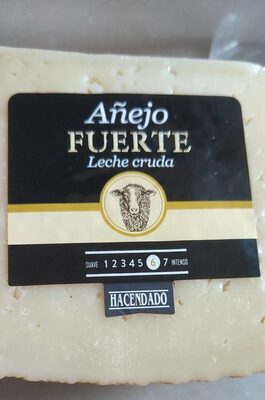 Añejo
FUERTE
Leche cruda
SUAVE 1 2 3 4 5 6 7 INTENSO
HACENDADO